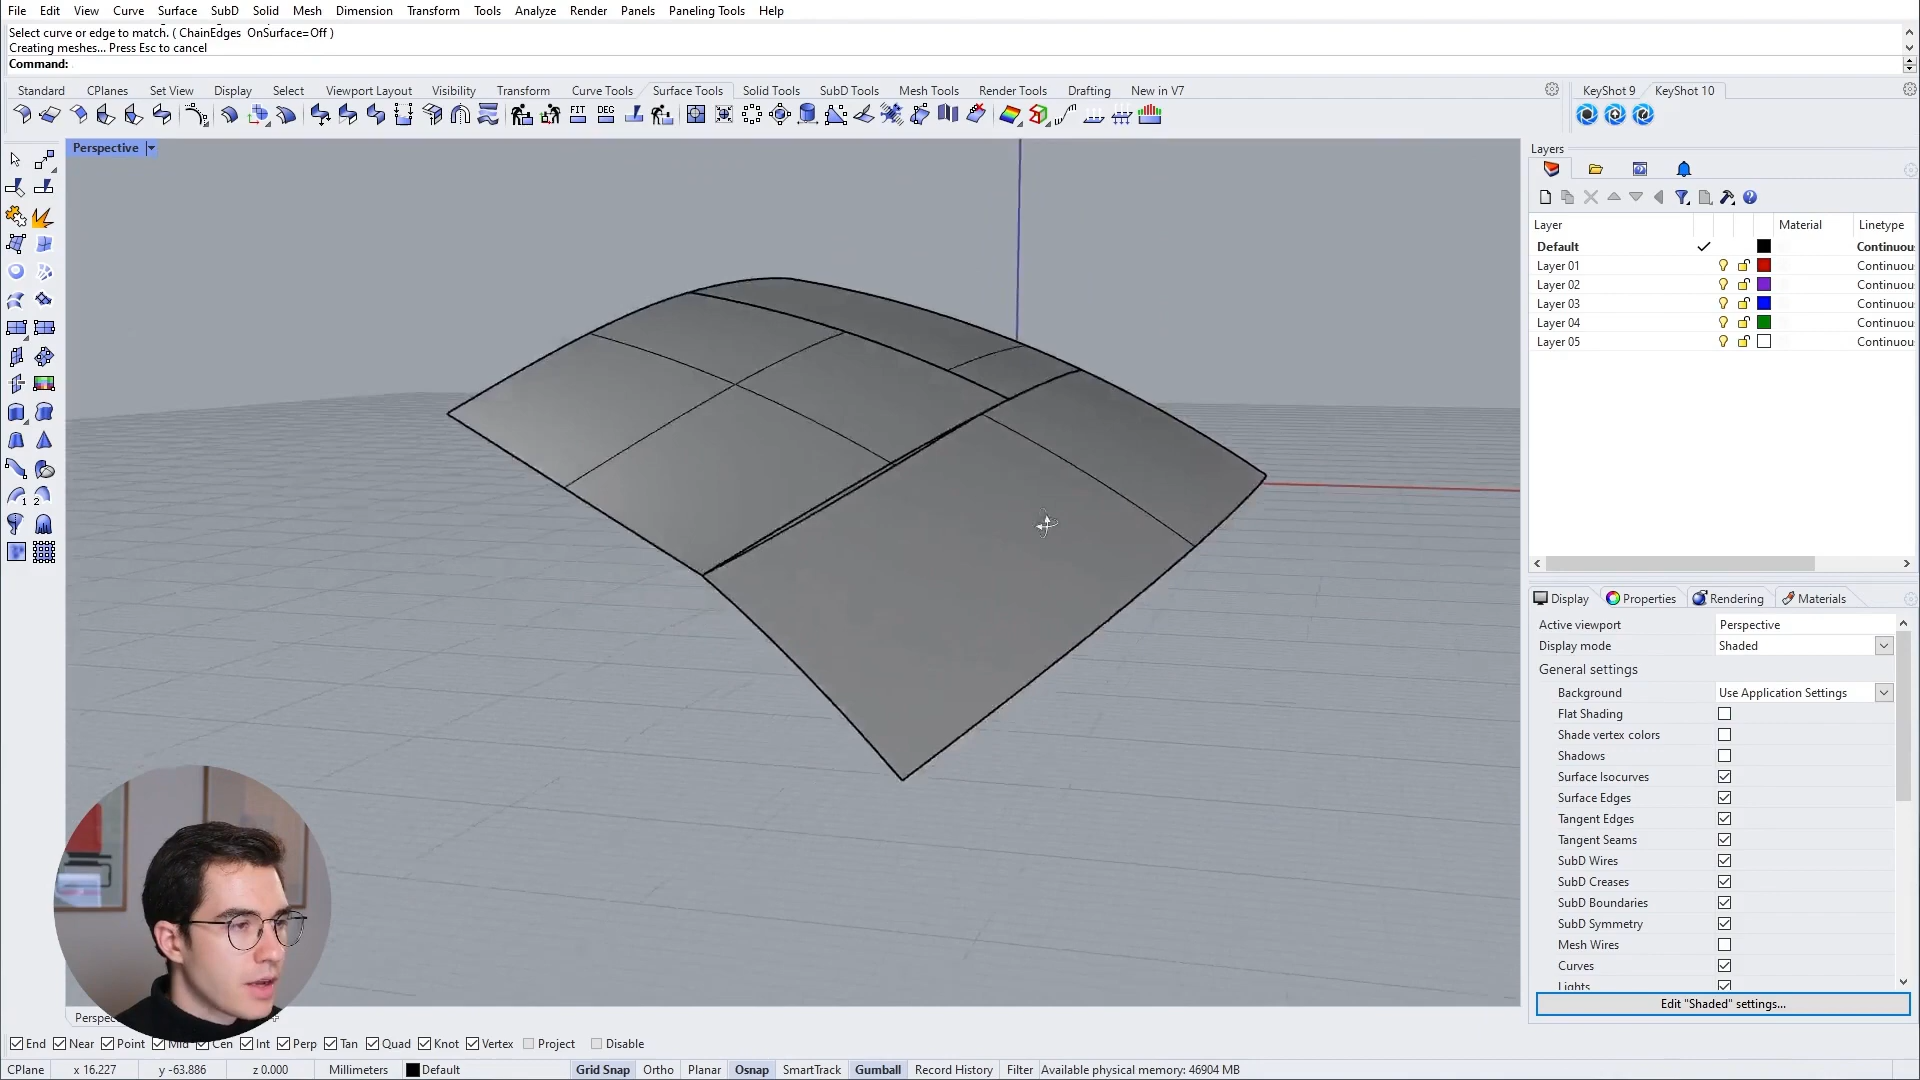 File Edit View Curve Surface SubD Solid Mesh Dimension Transform Tools Analyze Render Panels Paneling Tools Help
Select curve or edge to match. ( ChainEdges OnSurface=Off )
Creating meshes... Press Esc to cancel
Command:
Standard CPlanes Set View Display Select Viewport Layout Visibility Transform Curve Tools Surface Tools Solid Tools SubD Tools Mesh Tools Render Tools Drafting New in V7
KeyShot 9 KeyShot 10
FIT DEG
Perspective
Layers
Layer Material Linetype
Default Continuou
Layer 01 Continuou
Layer 02 Continuou
Layer 03 Continuou
Layer 04 Continuou
Layer 05 Continuou
1 2
Display Properties Rendering Materials
Active viewport Perspective
Display mode Shaded
General settings
Background Use Application Settings
Flat Shading
Shade vertex colors
Shadows
Surface Isocurves
Surface Edges
Tangent Edges
Tangent Seams
SubD Wires
SubD Creases
SubD Boundaries
SubD Symmetry
Mesh Wires
Curves
Lights
Edit "Shaded" settings...
Perspec
End Near Point Mid Cen Int Perp Tan Quad Knot Vertex Project Disable
CPlane x 16.227 y -63.886 z 0.000 Millimeters Default Grid Snap Ortho Planar Osnap SmartTrack Gumball Record History Filter Available physical memory: 46904 MB